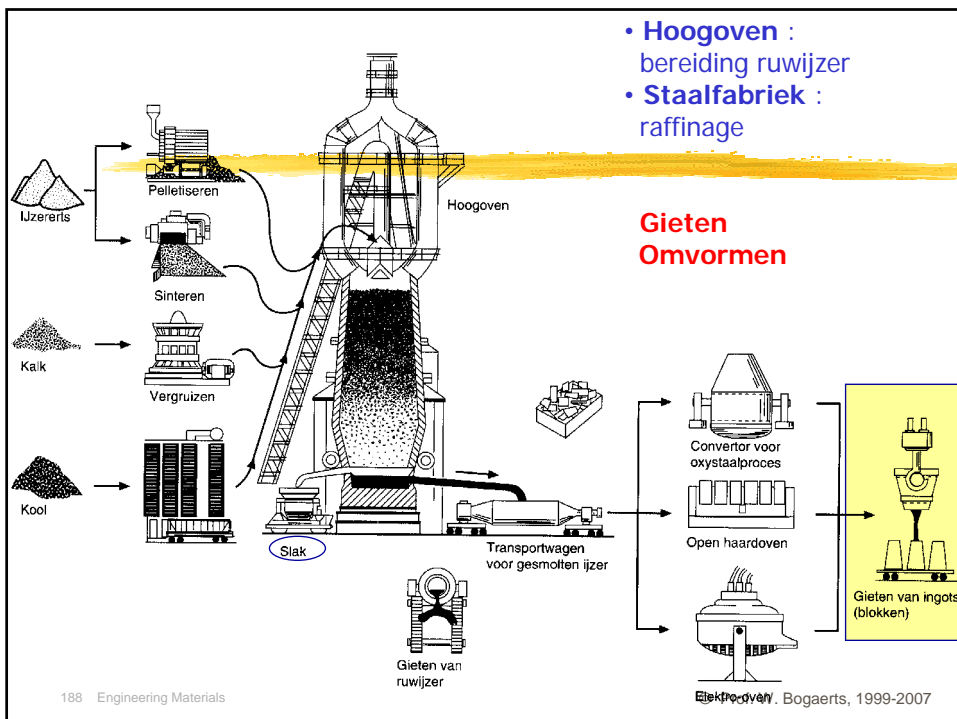 • Hoogoven :
bereiding ruwijzer
• Staalfabriek :
raffinage
Gieten
Omvormen
IJzererts
Pelletiseren
Hoogoven
Sinteren
Kalk
Vergruizen
Kool
Slak
Transportwagen
voor gesmolten ijzer
Gieten van
ruwijzer
Convertor voor
oxystaalproces
Open haardoven
Elektro-oven
Gieten van ingots
(blokken)
188 Engineering Materials
© Prof. W. Bogaerts, 1999-2007